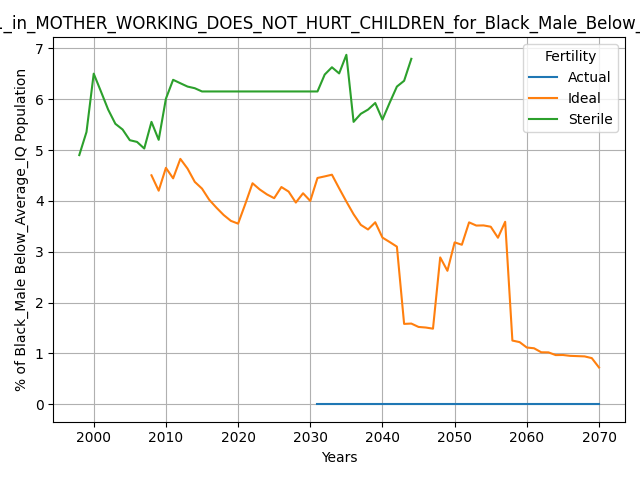 _in_MOTHER_WORKING_DOES_NOT_HURT_CHILDREN_for_Black_Male_Below_
% of Black_Male Below_Average_IQ Population
7
6
5
4
3
2
1
0
Fertility
Actual
Ideal
Sterile
2000 2010 2020 2030 2040 2050 2060 2070
Years